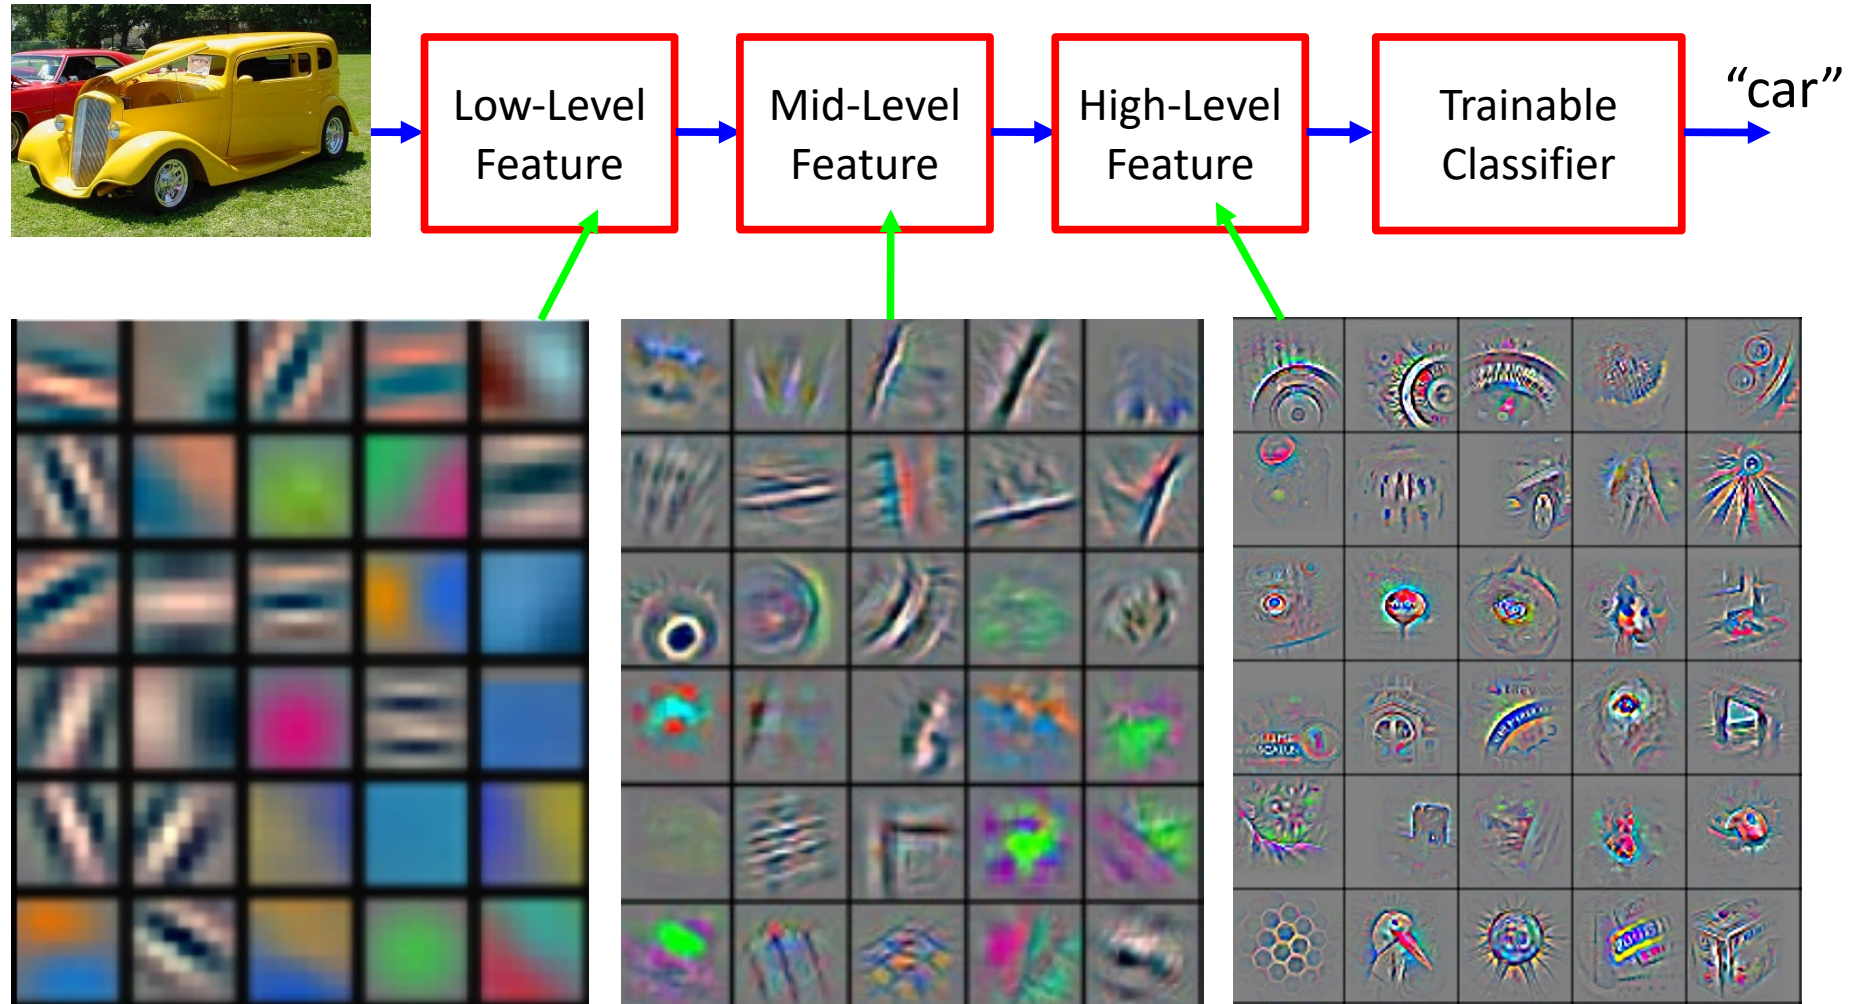 Low-Level
Feature
Mid-Level
Feature
High-Level
Feature
Trainable
Classifier
“car”